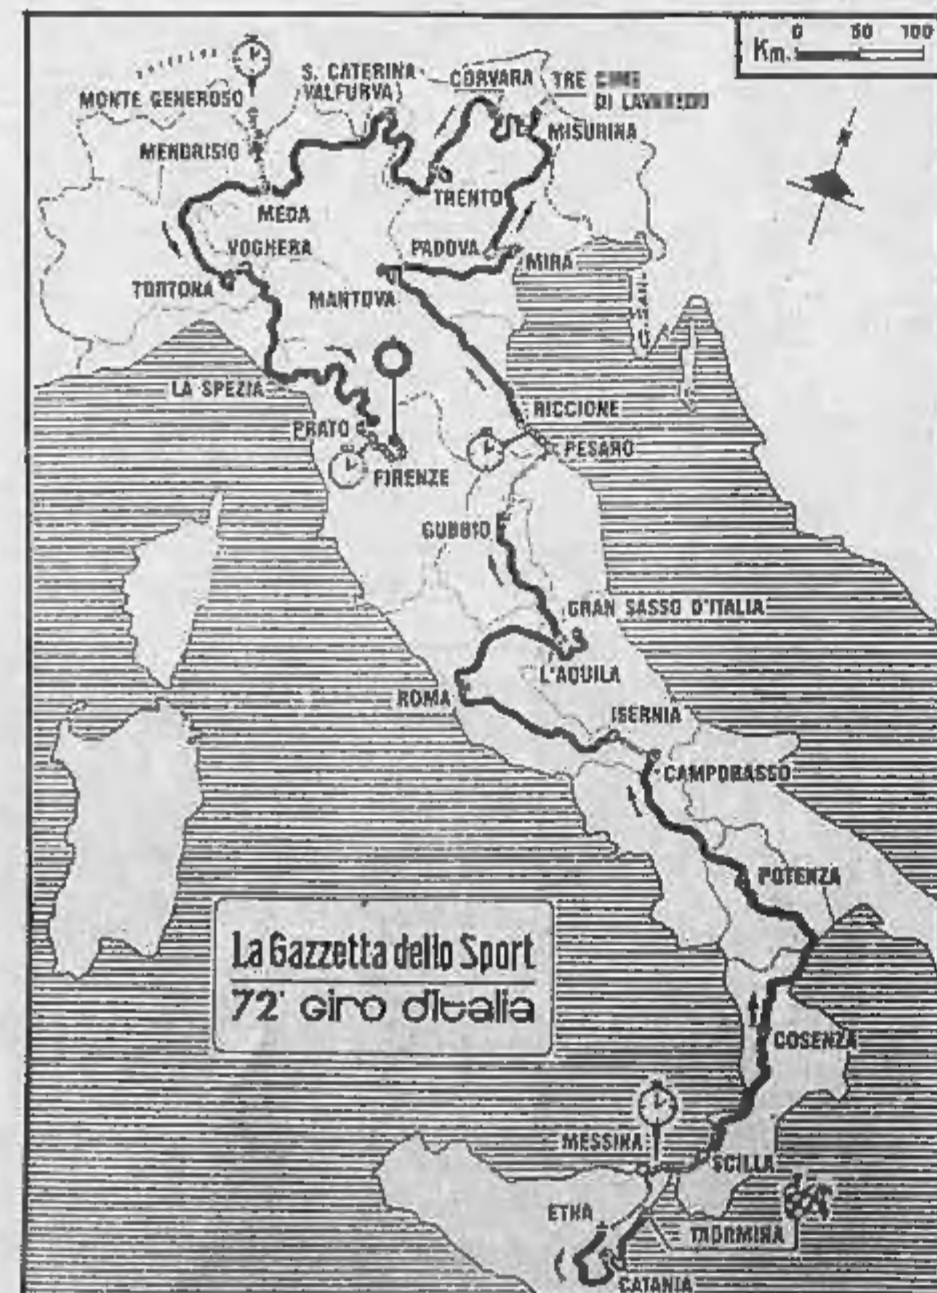 Km. 0 50 100
S. CATERINA
VALFURVA
CORVARA
TRE CIME
DI LAVAREDO
MONTE GENEROSO
MISURINA
MENDRISIO
TRENTO
MEDA
VOGHERA
PADOVA
MIRA
TORTONA
MANTOVA
LA SPEZIA
RICCIONE
PRATO
PESARO
FIRENZE
GUBBIO
GRAN SASSO D'ITALIA
L'AQUILA
ROMA
ISERNIA
CAMPOBASSO
POTENZA
La Gazzetta dello Sport
72° Giro d'italia
COSENZA
MESSINA
SCILLA
ETNA
TAORMINA
CATANIA